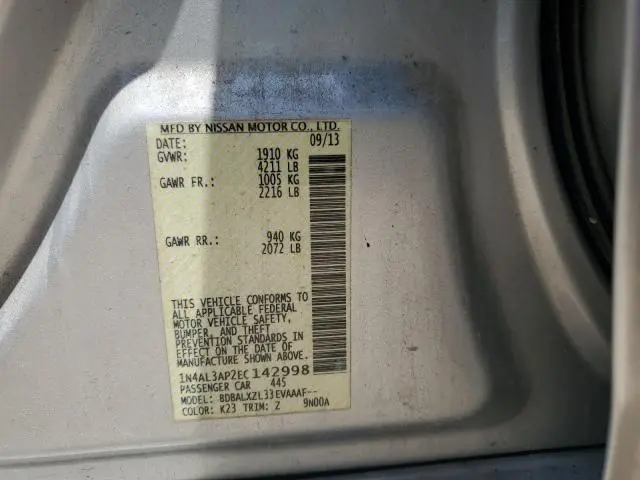 MFD BY NISSAN MOTOR CO., LTD.
DATE: 09/13
GVWR: 1910 KG
4211 LB
GAWR FR.: 1005 KG
2216 LB
GAWR RR.: 940 KG
2072 LB
THIS VEHICLE CONFORMS TO
ALL APPLICABLE FEDERAL
MOTOR VEHICLE SAFETY,
BUMPER, AND THEFT
PREVENTION STANDARDS IN
EFFECT ON THE DATE OF
MANUFACTURE SHOWN ABOVE.
1N4AL3AP2EC142998
PASSENGER CAR 445
MODEL: BDBALXZL33EVAAAF--
COLOR: K23 TRIM: Z 9N00A